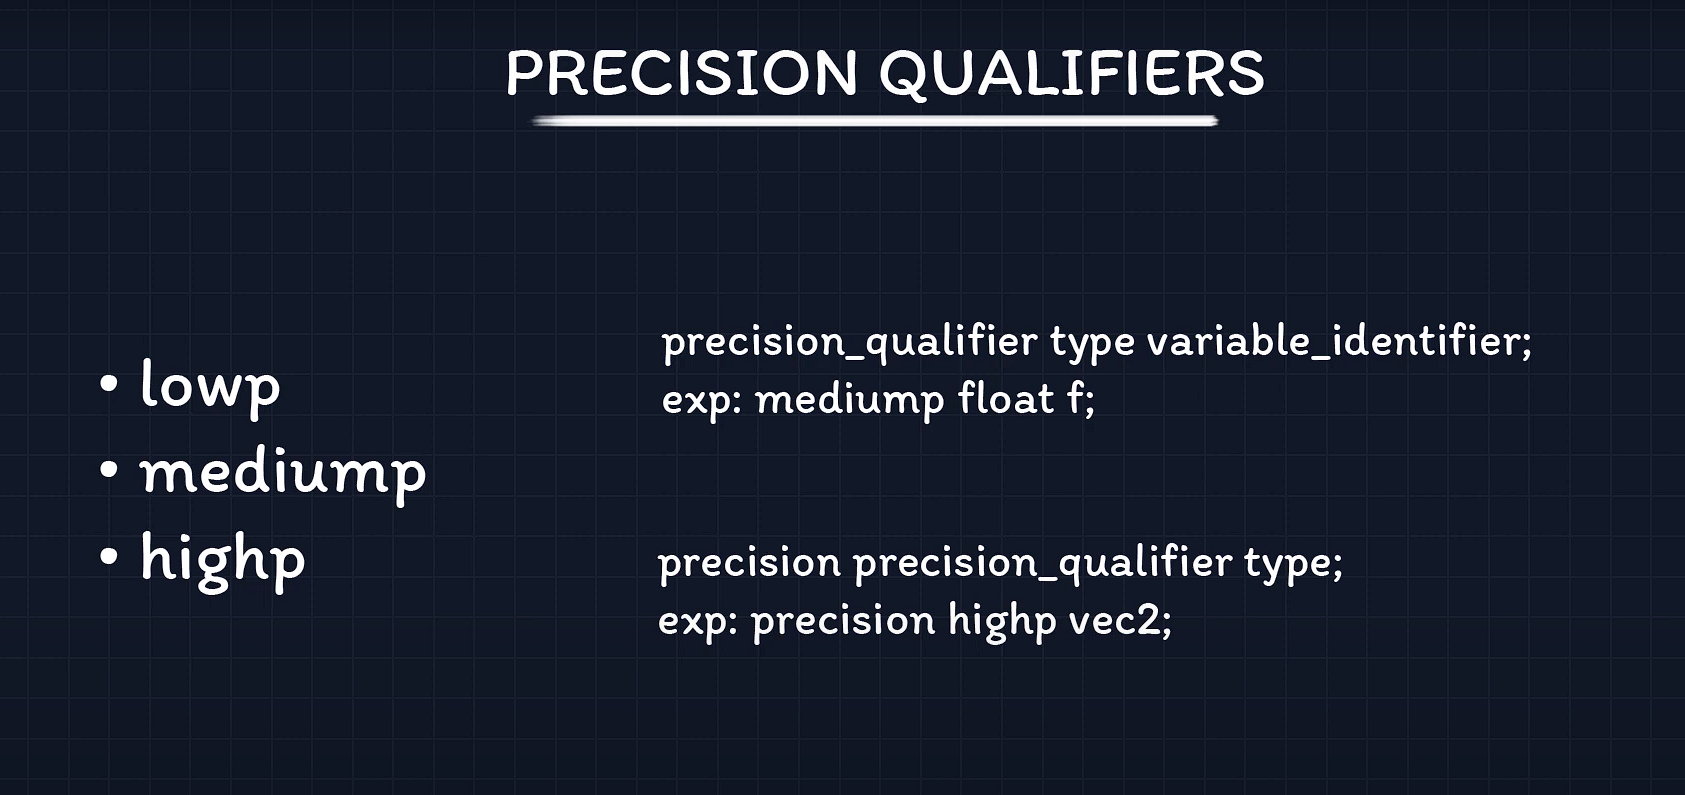 PRECISION QUALIFIERS
• lowp
• mediump
• highp
precision_qualifier type variable_identifier;
exp: mediump float f;
precision precision_qualifier type;
exp: precision highp vec2;